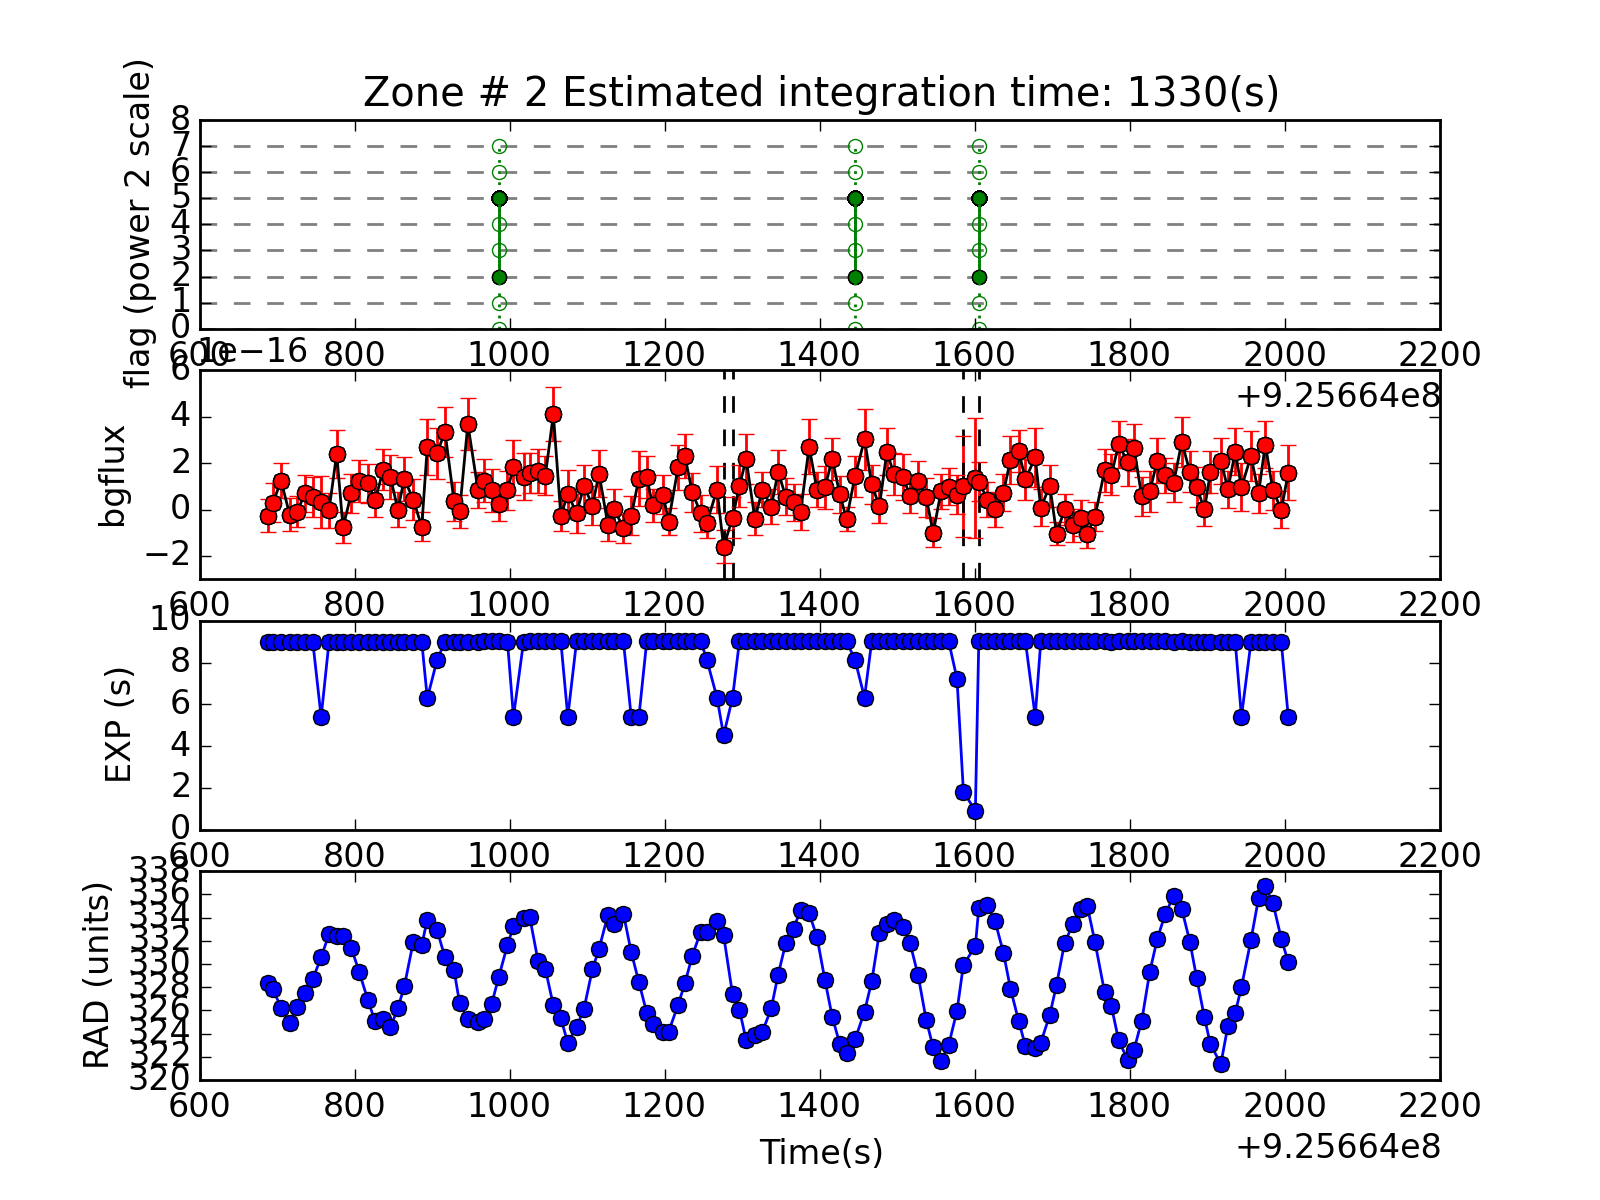 Zone # 2 Estimated integration time: 1330(s)
flag (power 2 scale)
8
7
6
5
4
3
2
1
0
600 800 1000 1200 1400 1600 1800 2000 2200
1e−16
+9.25664e8
bgflux
6
4
2
0
−2
600 800 1000 1200 1400 1600 1800 2000 2200
EXP (s)
10
8
6
4
2
0
600 800 1000 1200 1400 1600 1800 2000 2200
RAD (units)
338
336
334
332
330
328
326
324
322
320
600 800 1000 1200 1400 1600 1800 2000 2200
Time(s)
+9.25664e8